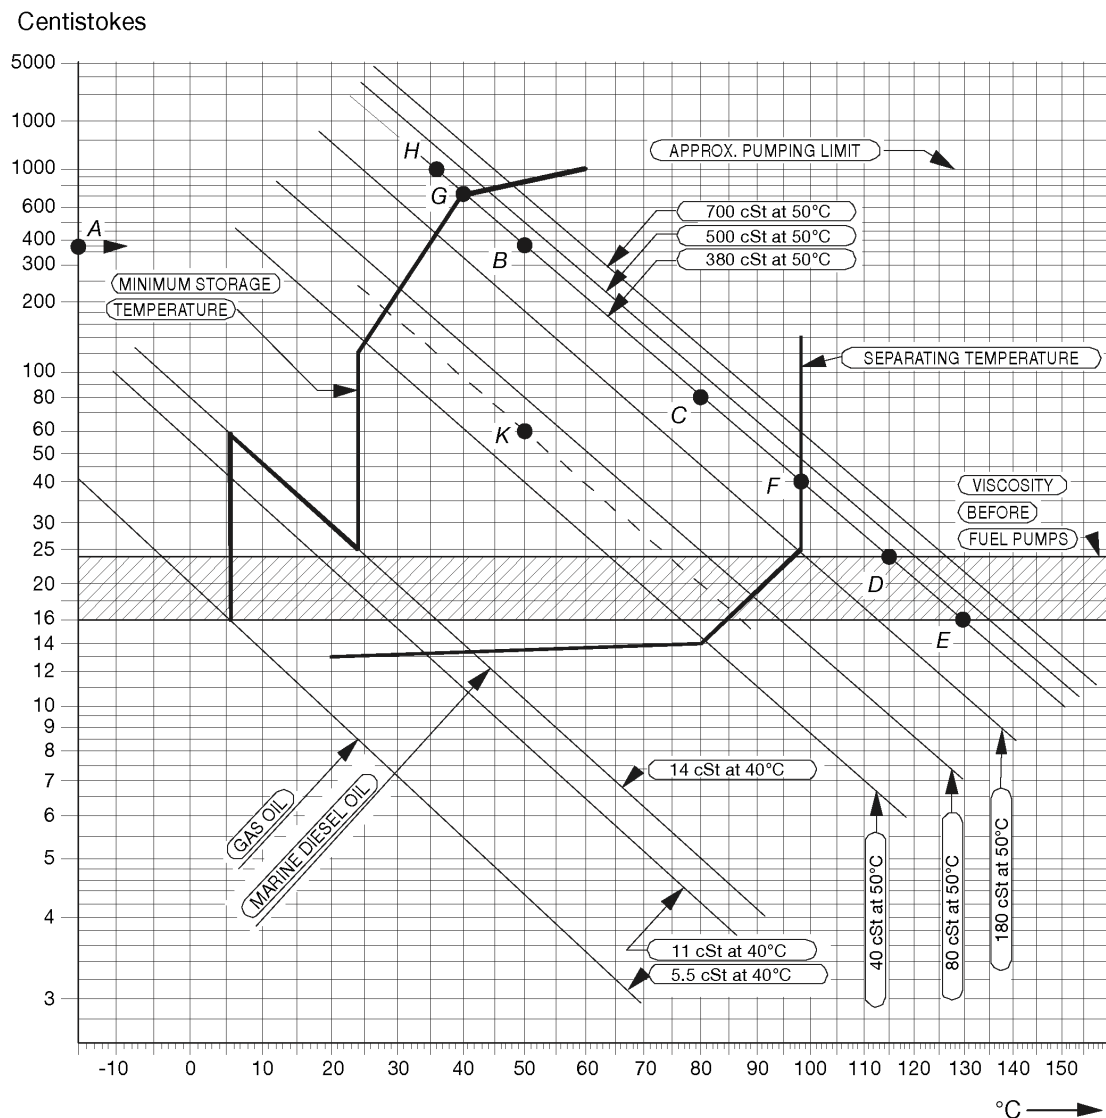 Centistokes
5000
1000
1000
600
400
300
200
100
80
60
50
40
30
25
20
16
14
12
10
9
8
7
6
5
4
3
H
G
A
B
C
K
F
D
E
APPROX. PUMPING LIMIT
700 cSt at 50°C
500 cSt at 50°C
380 cSt at 50°C
MINIMUM STORAGE
TEMPERATURE
SEPARATING TEMPERATURE
VISCOSITY
BEFORE
FUEL PUMPS
14 cSt at 40°C
GAS OIL
MARINE DIESEL OIL
11 cSt at 40°C
5.5 cSt at 40°C
40 cSt at 50°C
80 cSt at 50°C
180 cSt at 50°C
-10 0 10 20 30 40 50 60 70 80 90 100 110 120 130 140 150
°C